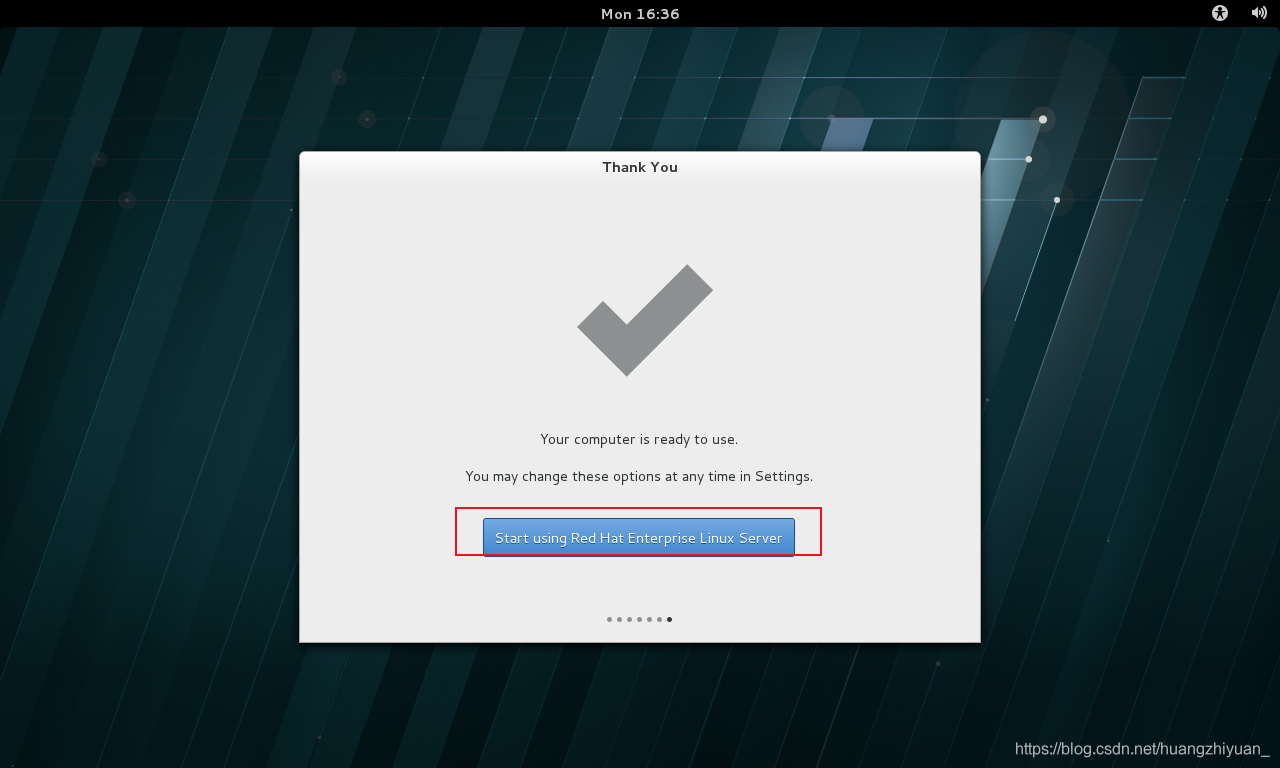 Mon 16:36
Thank You
Your computer is ready to use.
You may change these options at any time in Settings.
Start using Red Hat Enterprise Linux Server
https://blog.csdn.net/huangzhiyuan_